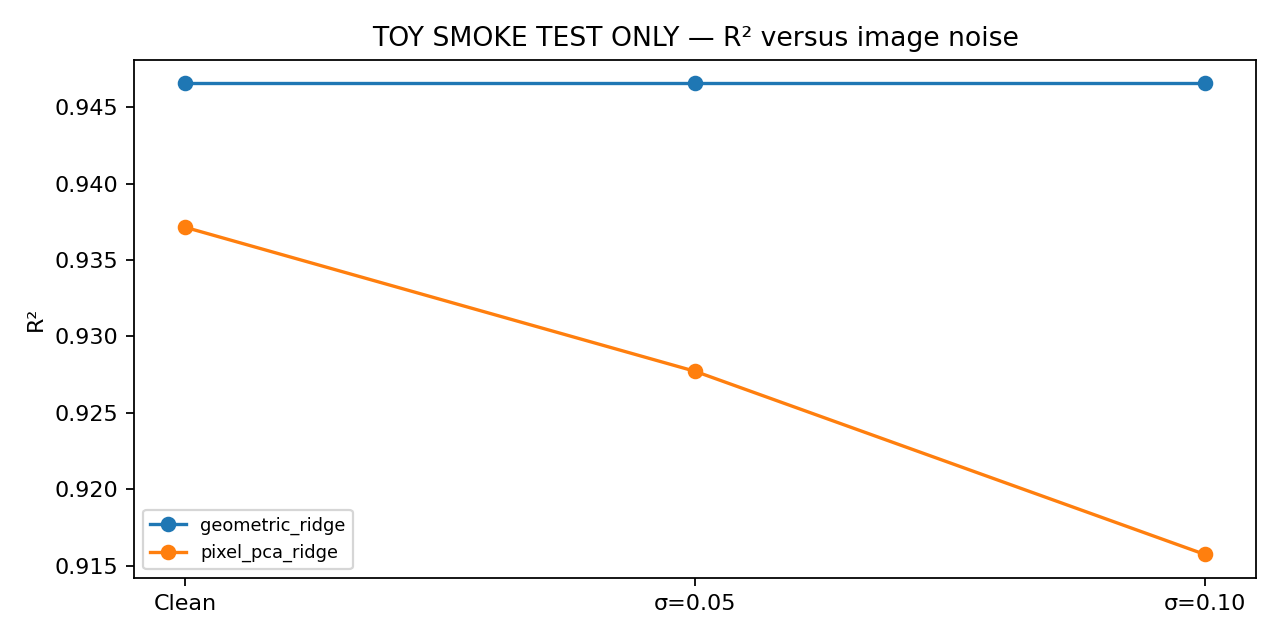 TOY SMOKE TEST ONLY — R² versus image noise
0.945
0.940
0.935
0.930
0.925
0.920
0.915
R²
geometric_ridge
pixel_pca_ridge
Clean
σ=0.05
σ=0.10